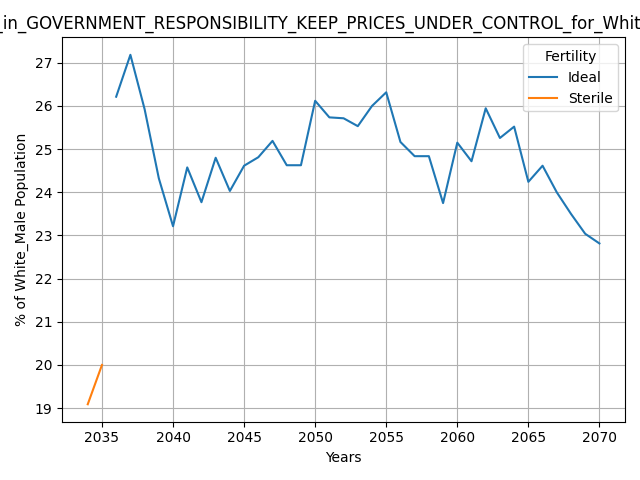 _in_GOVERNMENT_RESPONSIBILITY_KEEP_PRICES_UNDER_CONTROL_for_Whit
Fertility
Ideal
Sterile
% of White_Male Population
27
26
25
24
23
22
21
20
19
2035 2040 2045 2050 2055 2060 2065 2070
Years